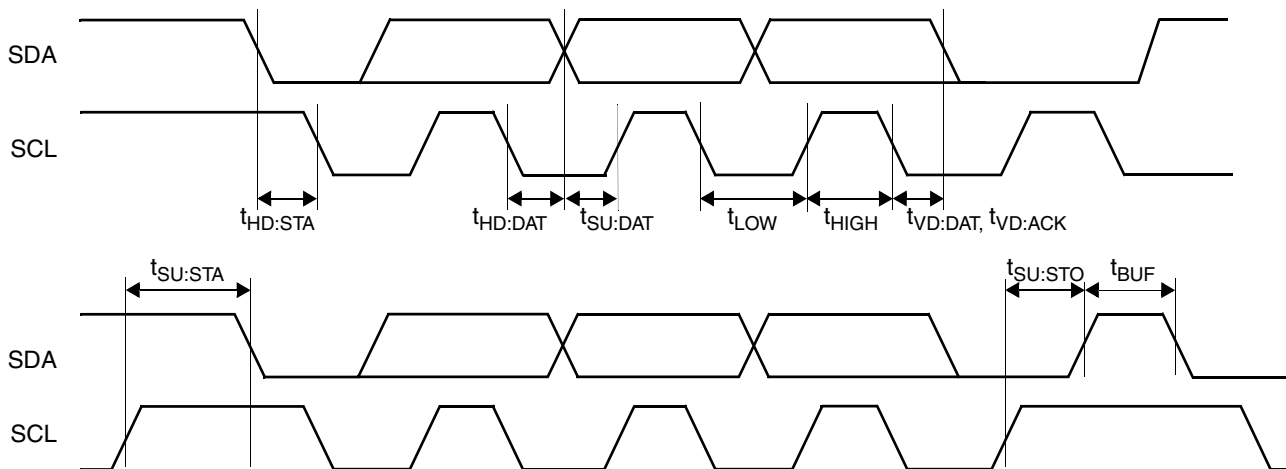 SDA
SCL
tHD:STA tHD:DAT tSU:DAT tLOW tHIGH tVD:DAT, tVD:ACK
tSU:STA tSU:STO tBUF
SDA
SCL